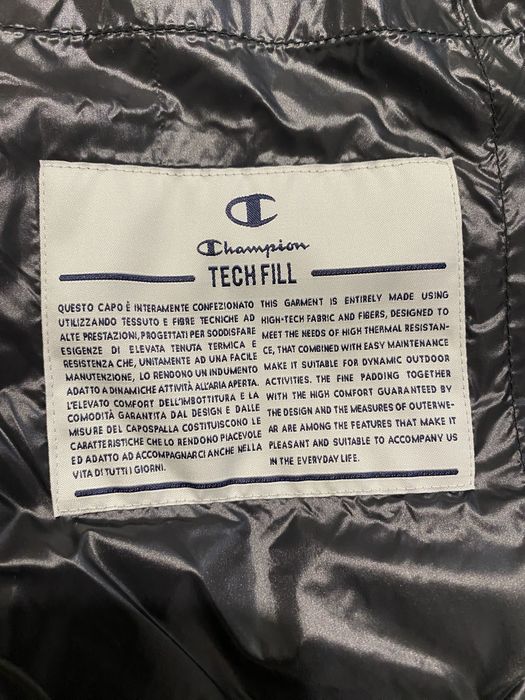 Champion
TECH FILL
QUESTO CAPO È INTERAMENTE CONFEZIONATO
UTILIZZANDO TESSUTO E FIBRE TECNICHE AD
ALTE PRESTAZIONI, PROGETTATI PER SODDISFARE
ESIGENZE DI ELEVATA TENUTA TERMICA E
RESISTENZA CHE, UNITAMENTE AD UNA FACILE
MANUTENZIONE, LO RENDONO UN INDUMENTO
ADATTO A DINAMICHE ATTIVITÀ ALL'ARIA APERTA.
L'ELEVATO COMFORT DELL'IMBOTTITURA E LA
COMODITÀ GARANTITA DAL DESIGN E DALLE
MISURE DEL CAPOSPALLA COSTITUISCONO LE
CARATTERISTICHE CHE LO RENDONO PIACEVOLE
ED ADATTO AD ACCOMPAGNARCI ANCHE NELLA
VITA DI TUTTI I GIORNI.
THIS GARMENT IS ENTIRELY MADE USING
HIGH-TECH FABRIC AND FIBERS, DESIGNED TO
MEET THE NEEDS OF HIGH THERMAL RESISTAN-
CE, THAT COMBINED WITH EASY MAINTENANCE
MAKE IT SUITABLE FOR DYNAMIC OUTDOOR
ACTIVITIES. THE FINE PADDING TOGETHER
WITH THE HIGH COMFORT GUARANTEED BY
THE DESIGN AND THE MEASURES OF OUTERWE-
AR ARE AMONG THE FEATURES THAT MAKE IT
PLEASANT AND SUITABLE TO ACCOMPANY US
IN THE EVERYDAY LIFE.